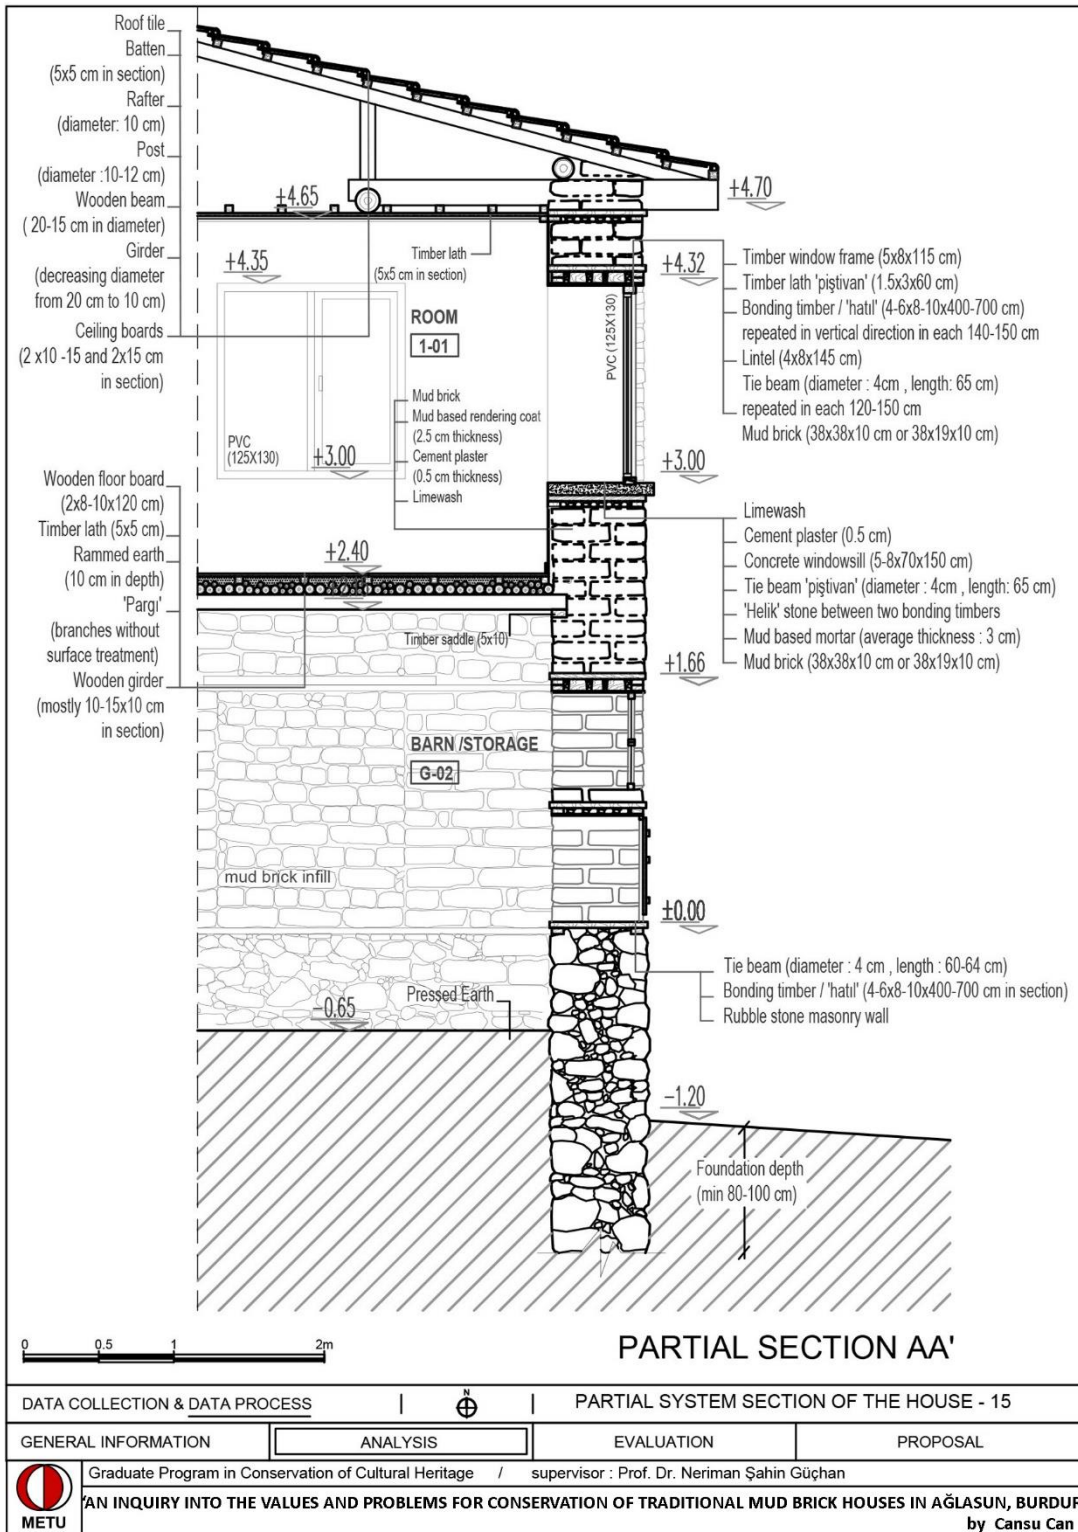 Roof tile
Batten
(5x5 cm in section)
Rafter
(diameter: 10 cm)
Post
(diameter :10-12 cm)
Wooden beam
( 20-15 cm in diameter)
Girder
(decreasing diameter
from 20 cm to 10 cm)
Ceiling boards
(2 x10 -15 and 2x15 cm
in section)
+4.65
+4.70
Timber lath
(5x5 cm in section)
+4.35
+4.32
ROOM
1-01
PVC (125X130)
PVC
(125X130)
+3.00
+3.00
Timber window frame (5x8x115 cm)
Timber lath 'piştivan' (1.5x3x60 cm)
Bonding timber / 'hatıl' (4-6x8-10x400-700 cm)
repeated in vertical direction in each 140-150 cm
Lintel (4x8x145 cm)
Tie beam (diameter : 4cm , length: 65 cm)
repeated in each 120-150 cm
Mud brick (38x38x10 cm or 38x19x10 cm)
Mud brick
Mud based rendering coat
(2.5 cm thickness)
Cement plaster
(0.5 cm thickness)
Limewash
Wooden floor board
(2x8-10x120 cm)
Timber lath (5x5 cm)
Rammed earth
(10 cm in depth)
'Pargı'
(branches without
surface treatment)
Wooden girder
(mostly 10-15x10 cm
in section)
+2.40
Timber saddle (5x10)
Limewash
Cement plaster (0.5 cm)
Concrete windowsill (5-8x70x150 cm)
Tie beam 'piştivan' (diameter : 4cm , length: 65 cm)
'Helik' stone between two bonding timbers
Mud based mortar (average thickness : 3 cm)
Mud brick (38x38x10 cm or 38x19x10 cm)
+1.66
BARN /STORAGE
G-02
mud brick infill
±0.00
Tie beam (diameter : 4 cm , length : 60-64 cm)
Bonding timber / 'hatıl' (4-6x8-10x400-700 cm in section)
Rubble stone masonry wall
Pressed Earth
−0.65
−1.20
Foundation depth
(min 80-100 cm)
0 0.5 1 2m
PARTIAL SECTION AA'
DATA COLLECTION & DATA PROCESS
N
PARTIAL SYSTEM SECTION OF THE HOUSE - 15
GENERAL INFORMATION
ANALYSIS
EVALUATION
PROPOSAL
METU
Graduate Program in Conservation of Cultural Heritage / supervisor : Prof. Dr. Neriman Şahin Güçhan
'AN INQUIRY INTO THE VALUES AND PROBLEMS FOR CONSERVATION OF TRADITIONAL MUD BRICK HOUSES IN AĞLASUN, BURDUR
by Cansu Can